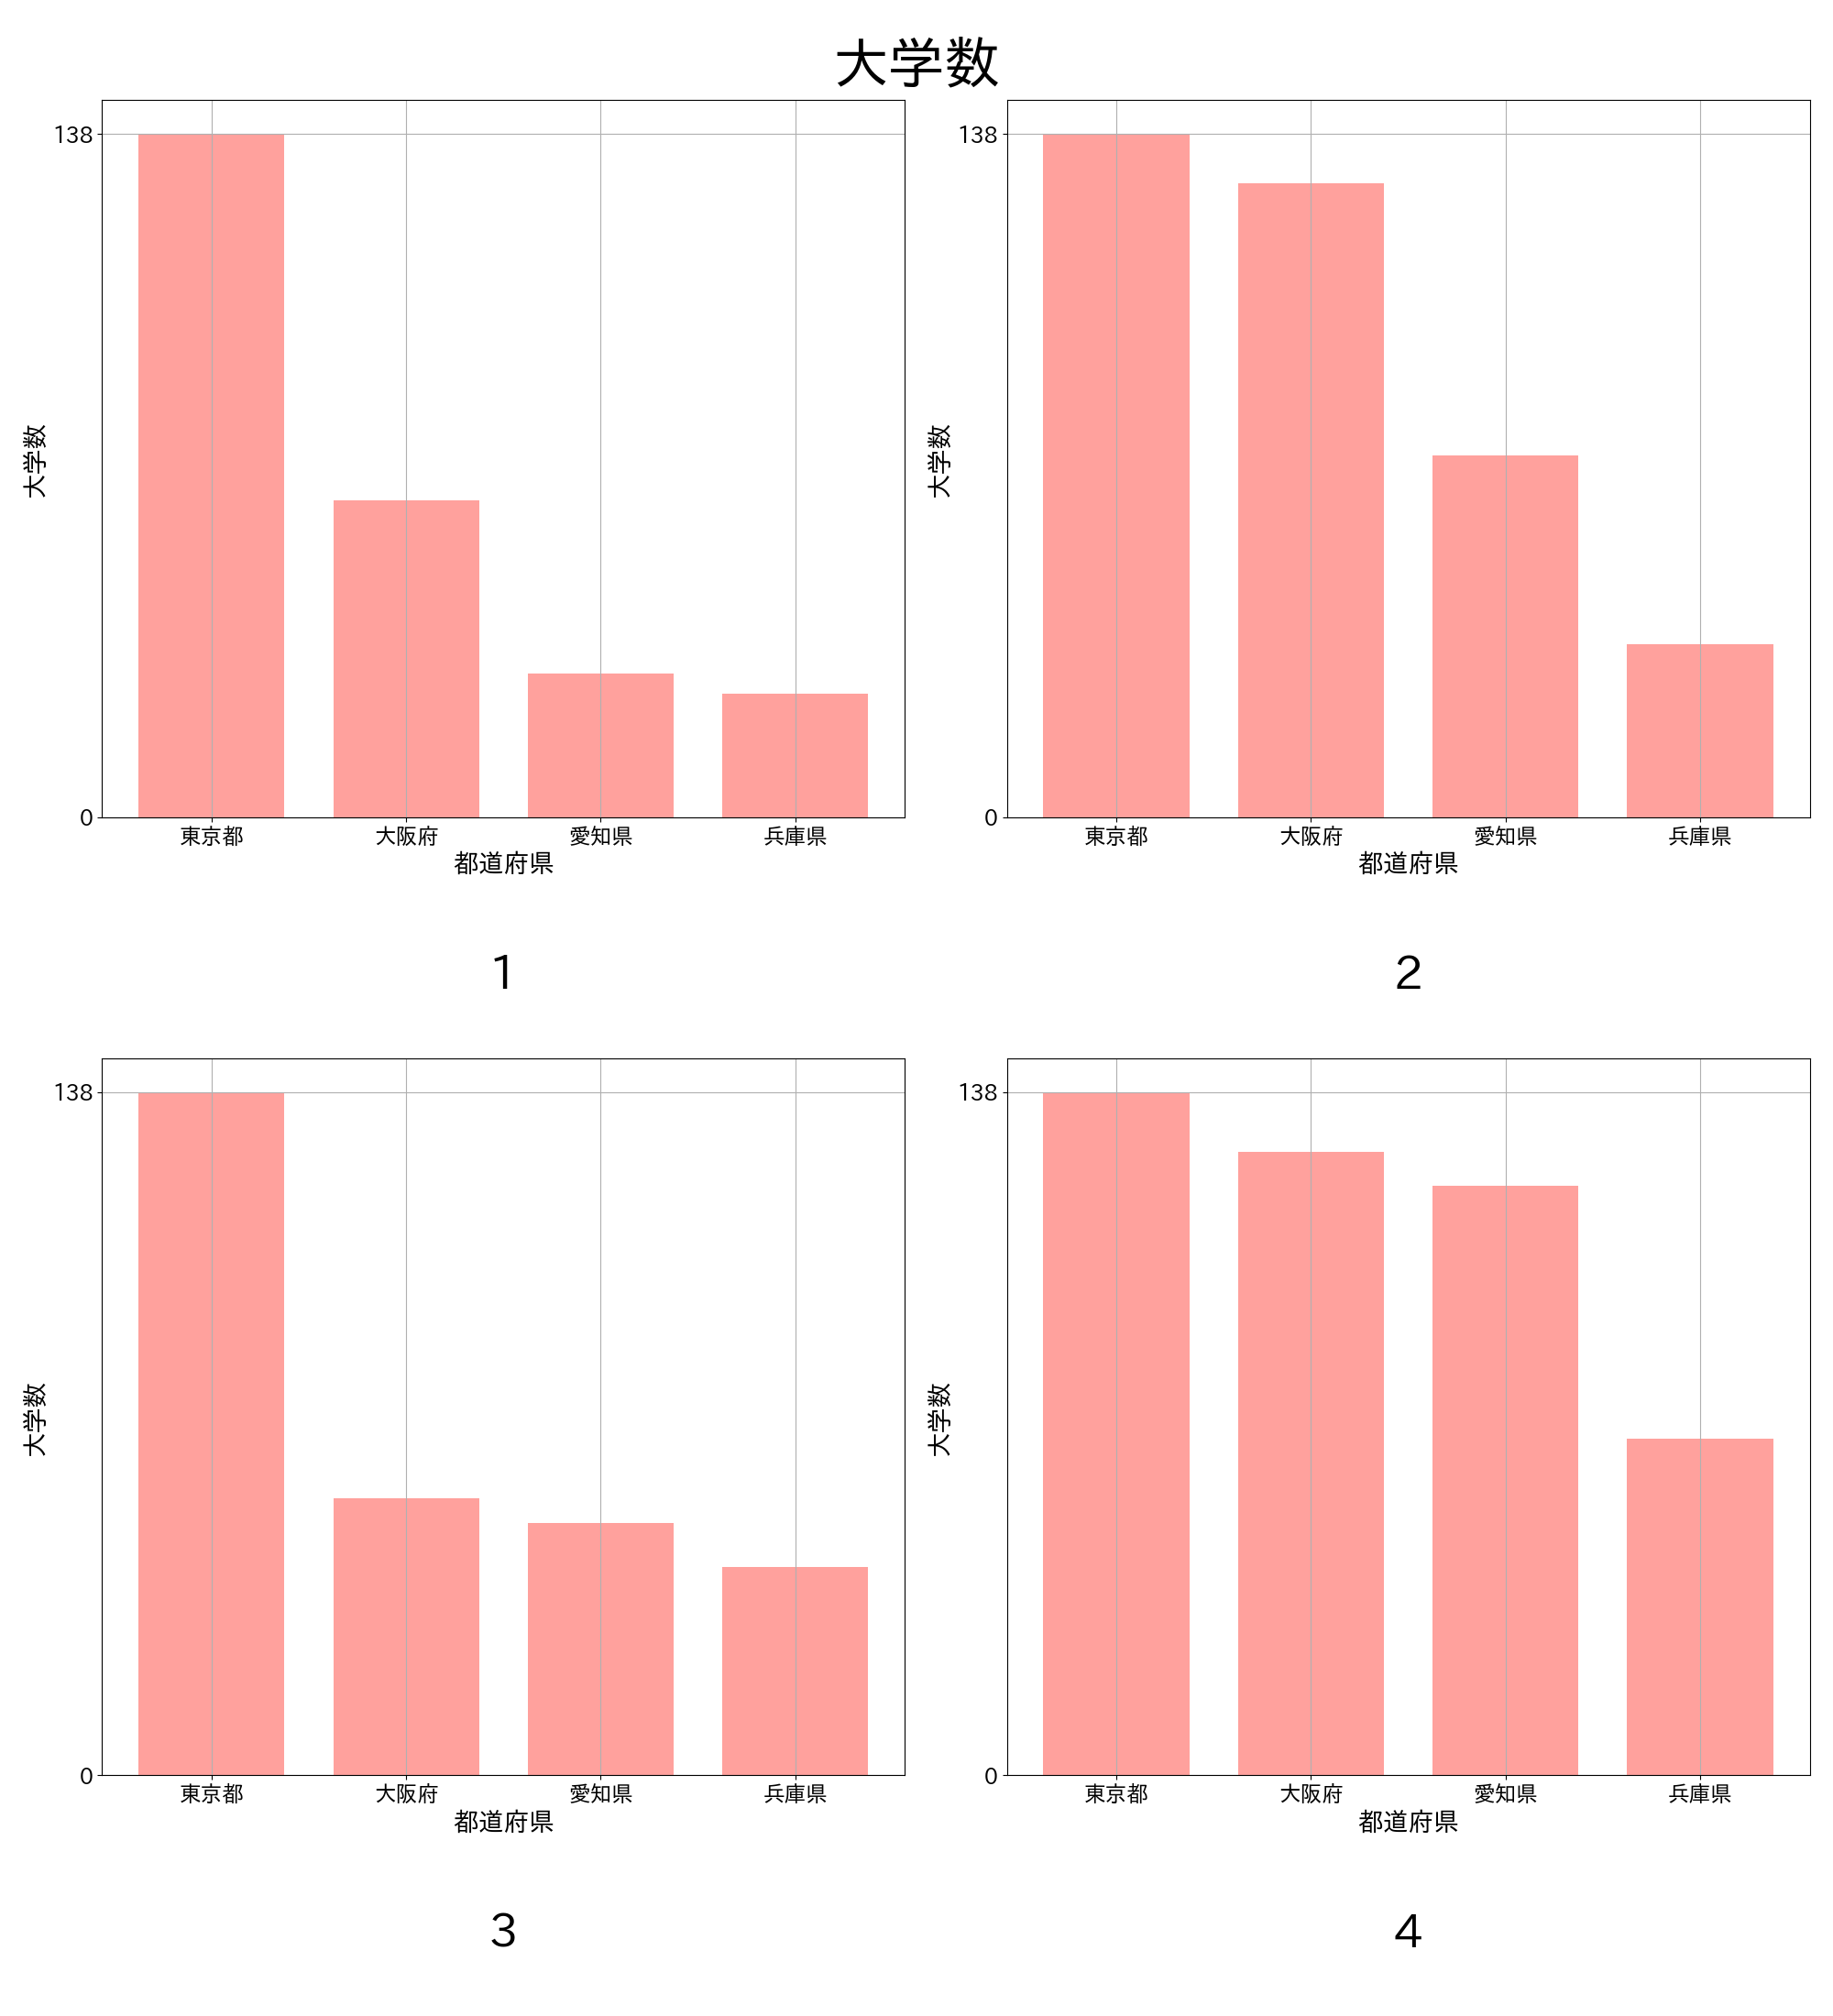 大学数
138
0
大学数
東京都 大阪府 愛知県 兵庫県
都道府県
1
138
0
大学数
東京都 大阪府 愛知県 兵庫県
都道府県
2
138
0
大学数
東京都 大阪府 愛知県 兵庫県
都道府県
3
138
0
大学数
東京都 大阪府 愛知県 兵庫県
都道府県
4